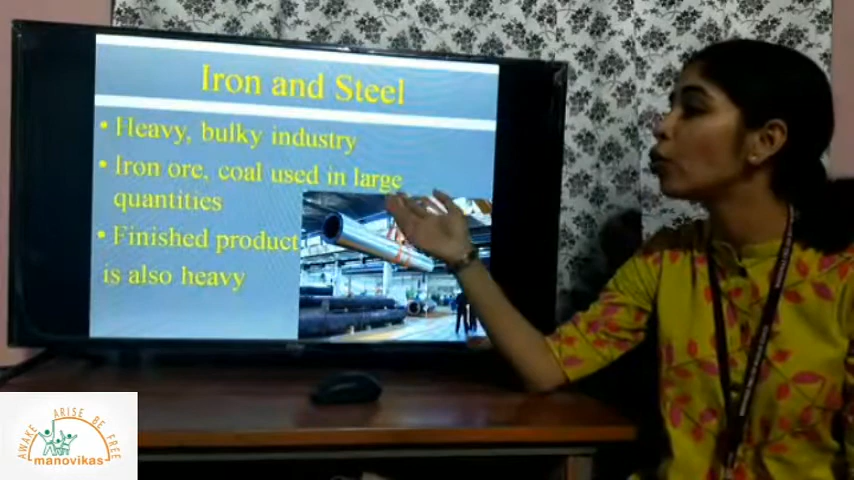 Iron and Steel
• Heavy, bulky industry
• Iron ore, coal used in large
quantities
• Finished product
is also heavy
AWAKE ARISE BE FREE
manovikas